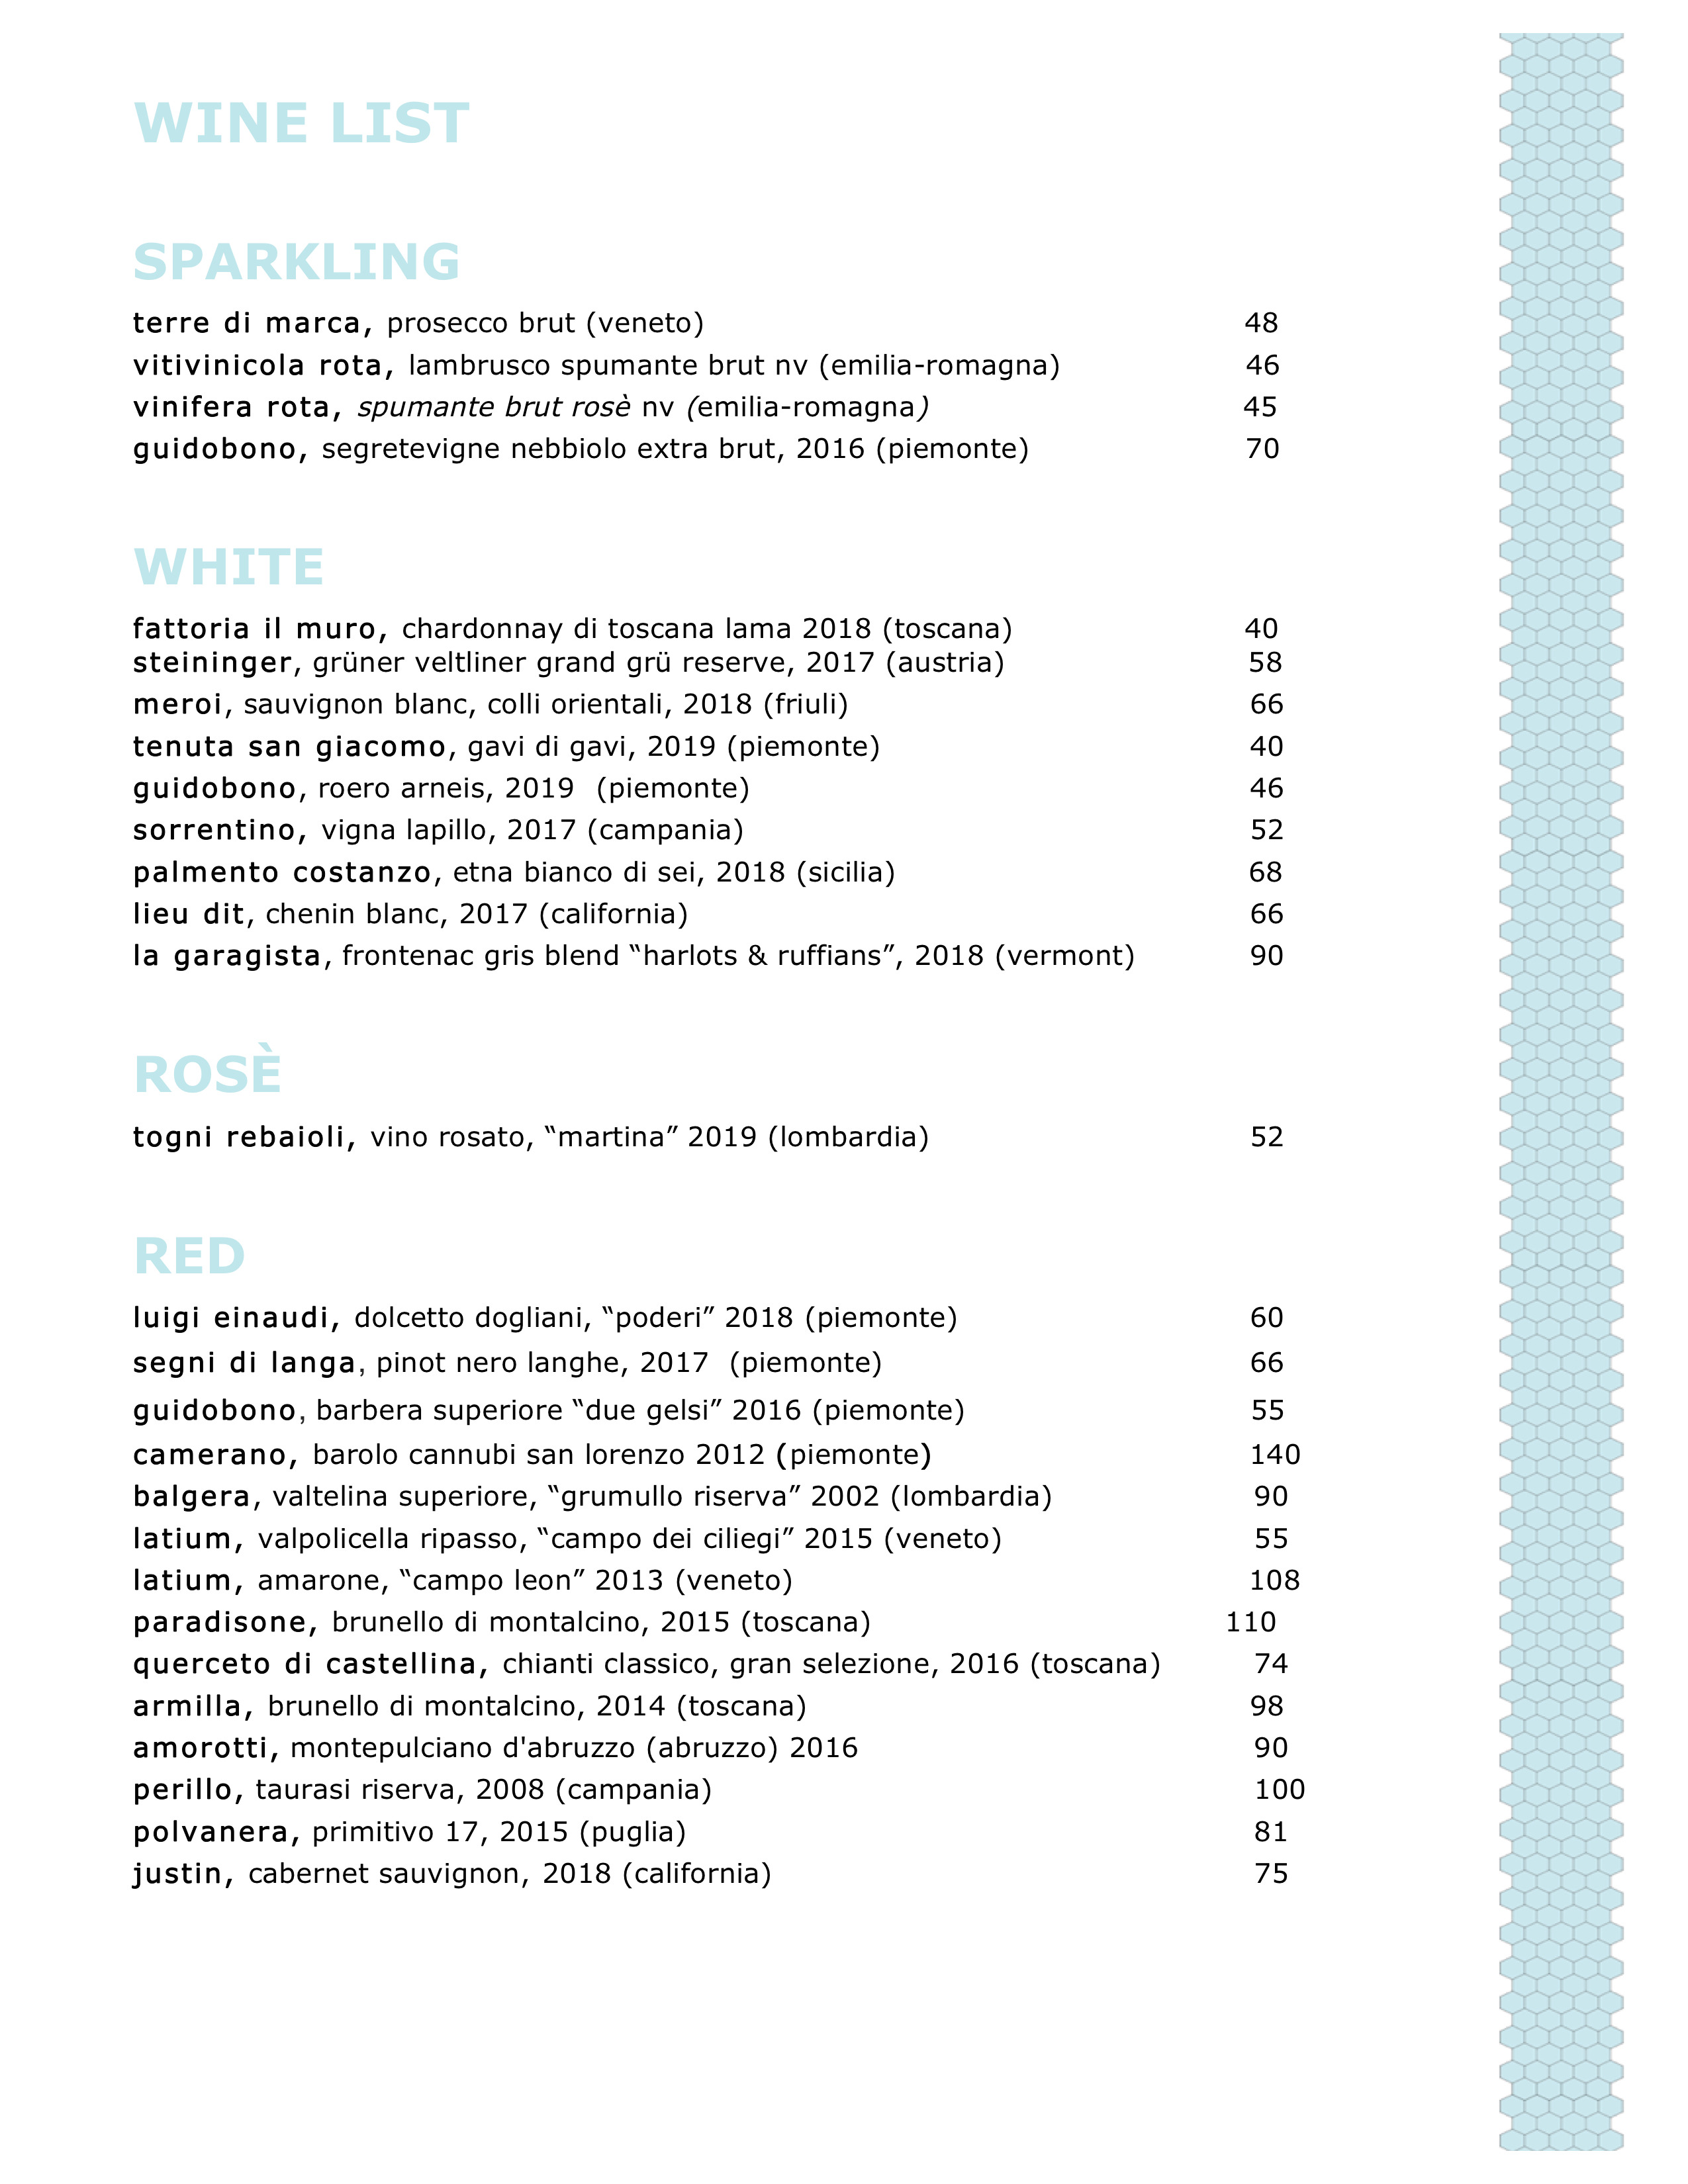 WINE LIST
SPARKLING
terre di marca, prosecco brut (veneto) 48
vitivinicola rota, lambrusco spumante brut nv (emilia-romagna) 46
vinifera rota, spumante brut rosè nv (emilia-romagna) 45
guidobono, segretevigne nebbiolo extra brut, 2016 (piemonte) 70
WHITE
fattoria il muro, chardonnay di toscana lama 2018 (toscana) 40
steininger, grüner veltliner grand grü reserve, 2017 (austria) 58
meroi, sauvignon blanc, colli orientali, 2018 (friuli) 66
tenuta san giacomo, gavi di gavi, 2019 (piemonte) 40
guidobono, roero arneis, 2019 (piemonte) 46
sorrentino, vigna lapillo, 2017 (campania) 52
palmento costanzo, etna bianco di sei, 2018 (sicilia) 68
lieu dit, chenin blanc, 2017 (california) 66
la garagista, frontenac gris blend “harlots & ruffians”, 2018 (vermont) 90
ROSÈ
togni rebaioli, vino rosato, “martina” 2019 (lombardia) 52
RED
luigi einaudi, dolcetto dogliani, “poderi” 2018 (piemonte) 60
segni di langa, pinot nero langhe, 2017 (piemonte) 66
guidobono, barbera superiore “due gelsi” 2016 (piemonte) 55
camerano, barolo cannubi san lorenzo 2012 (piemonte) 140
balgera, valtelina superiore, “grumullo riserva” 2002 (lombardia) 90
latium, valpolicella ripasso, “campo dei ciliegi” 2015 (veneto) 55
latium, amarone, “campo leon” 2013 (veneto) 108
paradisone, brunello di montalcino, 2015 (toscana) 110
querceto di castellina, chianti classico, gran selezione, 2016 (toscana) 74
armilla, brunello di montalcino, 2014 (toscana) 98
amorotti, montepulciano d'abruzzo (abruzzo) 2016 90
perillo, taurasi riserva, 2008 (campania) 100
polvanera, primitivo 17, 2015 (puglia) 81
justin, cabernet sauvignon, 2018 (california) 75